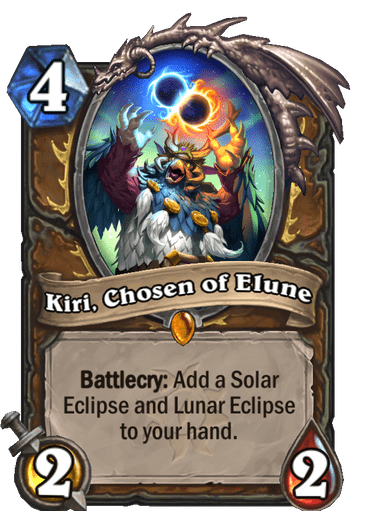 4
Kiri, Chosen of Elune
Battlecry: Add a Solar
Eclipse and Lunar Eclipse
to your hand.
2
2